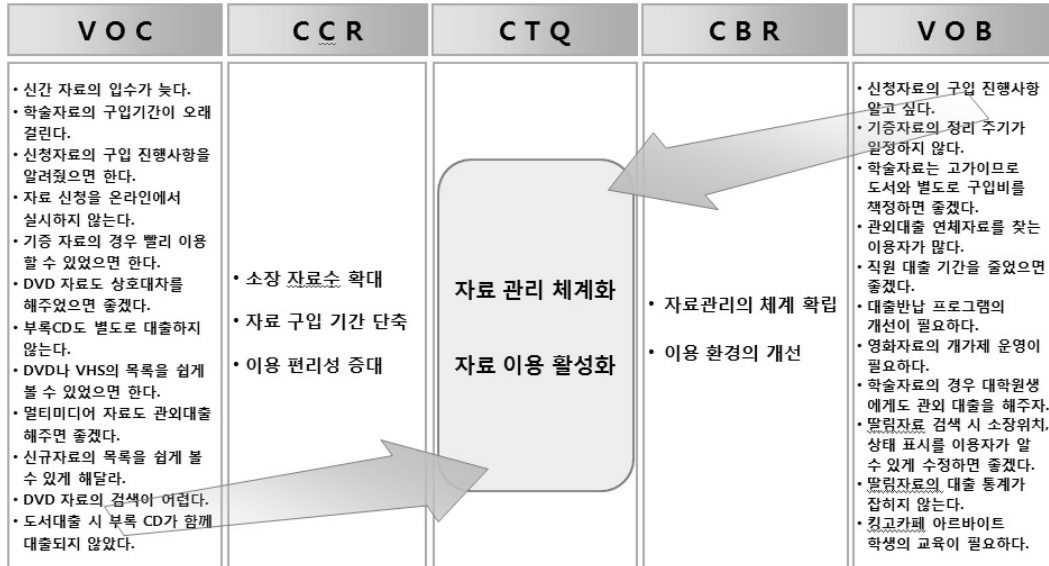 V O C
C C R
C T Q
C B R
V O B
• 신간 자료의 입수가 늦다.
• 학술자료의 구입기간이 오래
걸린다.
• 신청자료의 구입 진행사항을
알려줬으면 한다.
• 자료 신청을 온라인에서
실시하지 않는다.
• 기증 자료의 경우 빨리 이용
할 수 있었으면 한다.
• DVD 자료도 상호대차를
해주었으면 좋겠다.
• 부록CD도 별도로 대출하지
않는다.
• DVD나 VHS의 목록을 쉽게
볼 수 있었으면 한다.
• 멀티미디어 자료도 관외대출
해주면 좋겠다.
• 신규자료의 목록을 쉽게 볼
수 있게 해달라.
• DVD 자료의 검색이 어렵다.
• 도서대출 시 부록 CD가 함께
대출되지 않았다.
• 소장 자료수 확대
• 자료 구입 기간 단축
• 이용 편리성 증대
자료 관리 체계화
자료 이용 활성화
• 자료관리의 체계 확립
• 이용 환경의 개선
• 신청자료의 구입 진행사항
알고 싶다.
• 기증자료의 정리 주기가
일정하지 않다.
• 학술자료는 고가이므로
도서와 별도로 구입비를
책정하면 좋겠다.
• 관외대출 연체자료를 찾는
이용자가 많다.
• 직원 대출 기간을 줄었으면
좋겠다.
• 대출반납 프로그램의
개선이 필요하다.
• 영화자료의 개가제 운영이
필요하다.
• 학술자료의 경우 대학원생
에게도 관외 대출을 해주자.
• 딸림자료 검색 시 소장위치,
상태 표시를 이용자가 알
수 있게 수정하면 좋겠다.
• 딸림자료의 대출 통계가
잡히지 않는다.
• 킹고카페 아르바이트
학생의 교육이 필요하다.